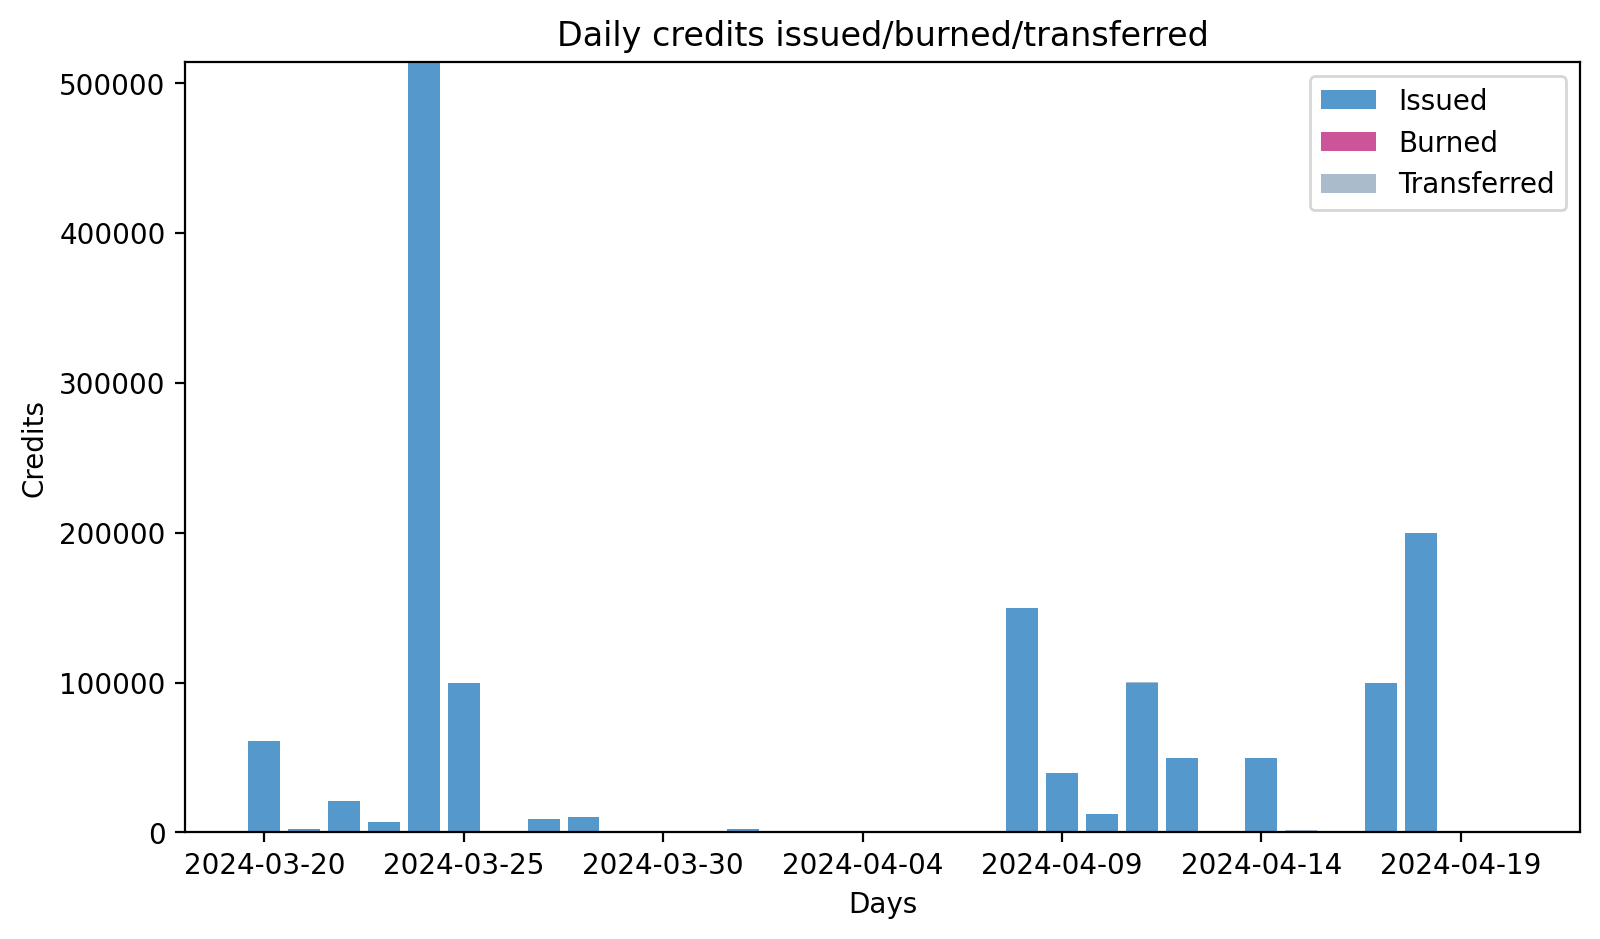 Daily credits issued/burned/transferred
Issued
Burned
Transferred
500000
400000
300000
200000
100000
0
Credits
2024-03-20
2024-03-25
2024-03-30
2024-04-04
2024-04-09
2024-04-14
2024-04-19
Days